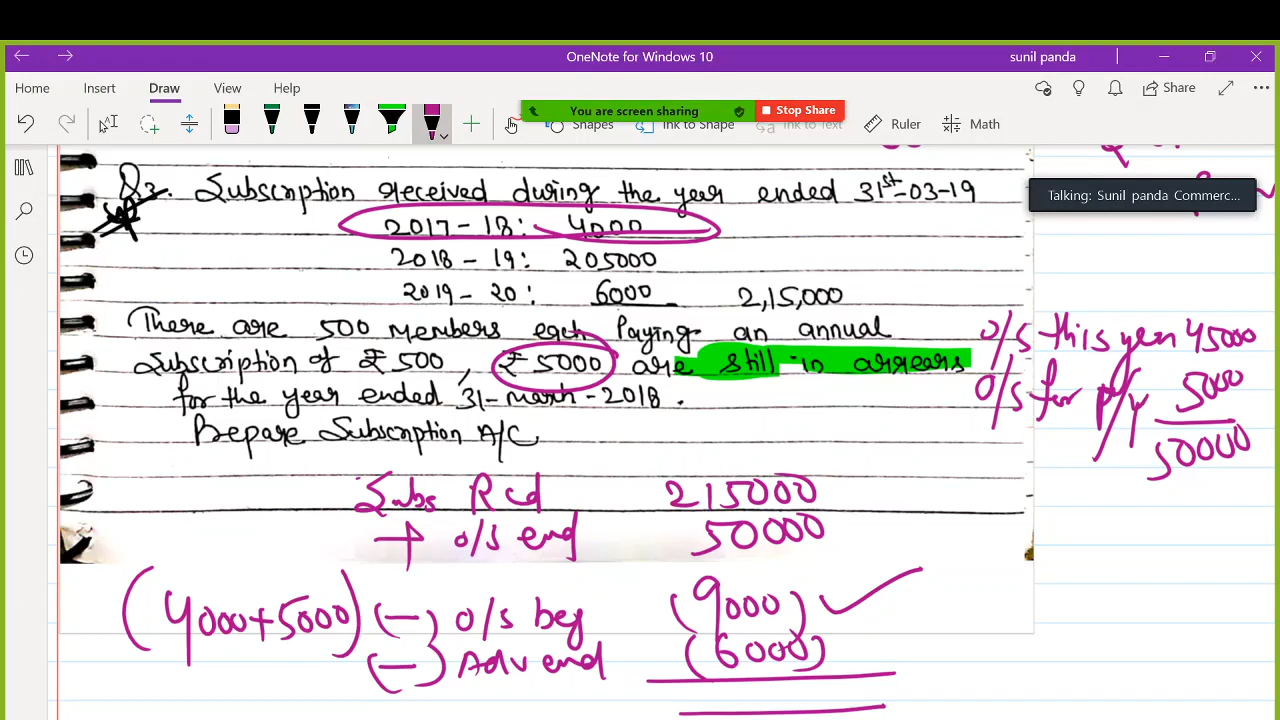 OneNote for Windows 10
sunil panda
Home Insert Draw View Help
You are screen sharing
Stop Share
Share
Shapes Ink to Shape Ink to Text Ruler Math
Talking: Sunil panda Commerc...
Q3. Subscription received during the year ended 31st-03-19
2017-18: 4000
2018-19: 205000
2019-20: 6000 2,15,000
There are 500 members each Paying an annual
Subscription of ₹500, ₹5000 are still in arrears
for the year ended 31-march-2018.
Prepare Subscription A/C
O/S this year 45000
O/S for P/Y 5000
50000
Subs Rcd 215000
+ O/S end 50000
(4000+5000) (-) O/S beg (9000)
(-) Adv end (6000)